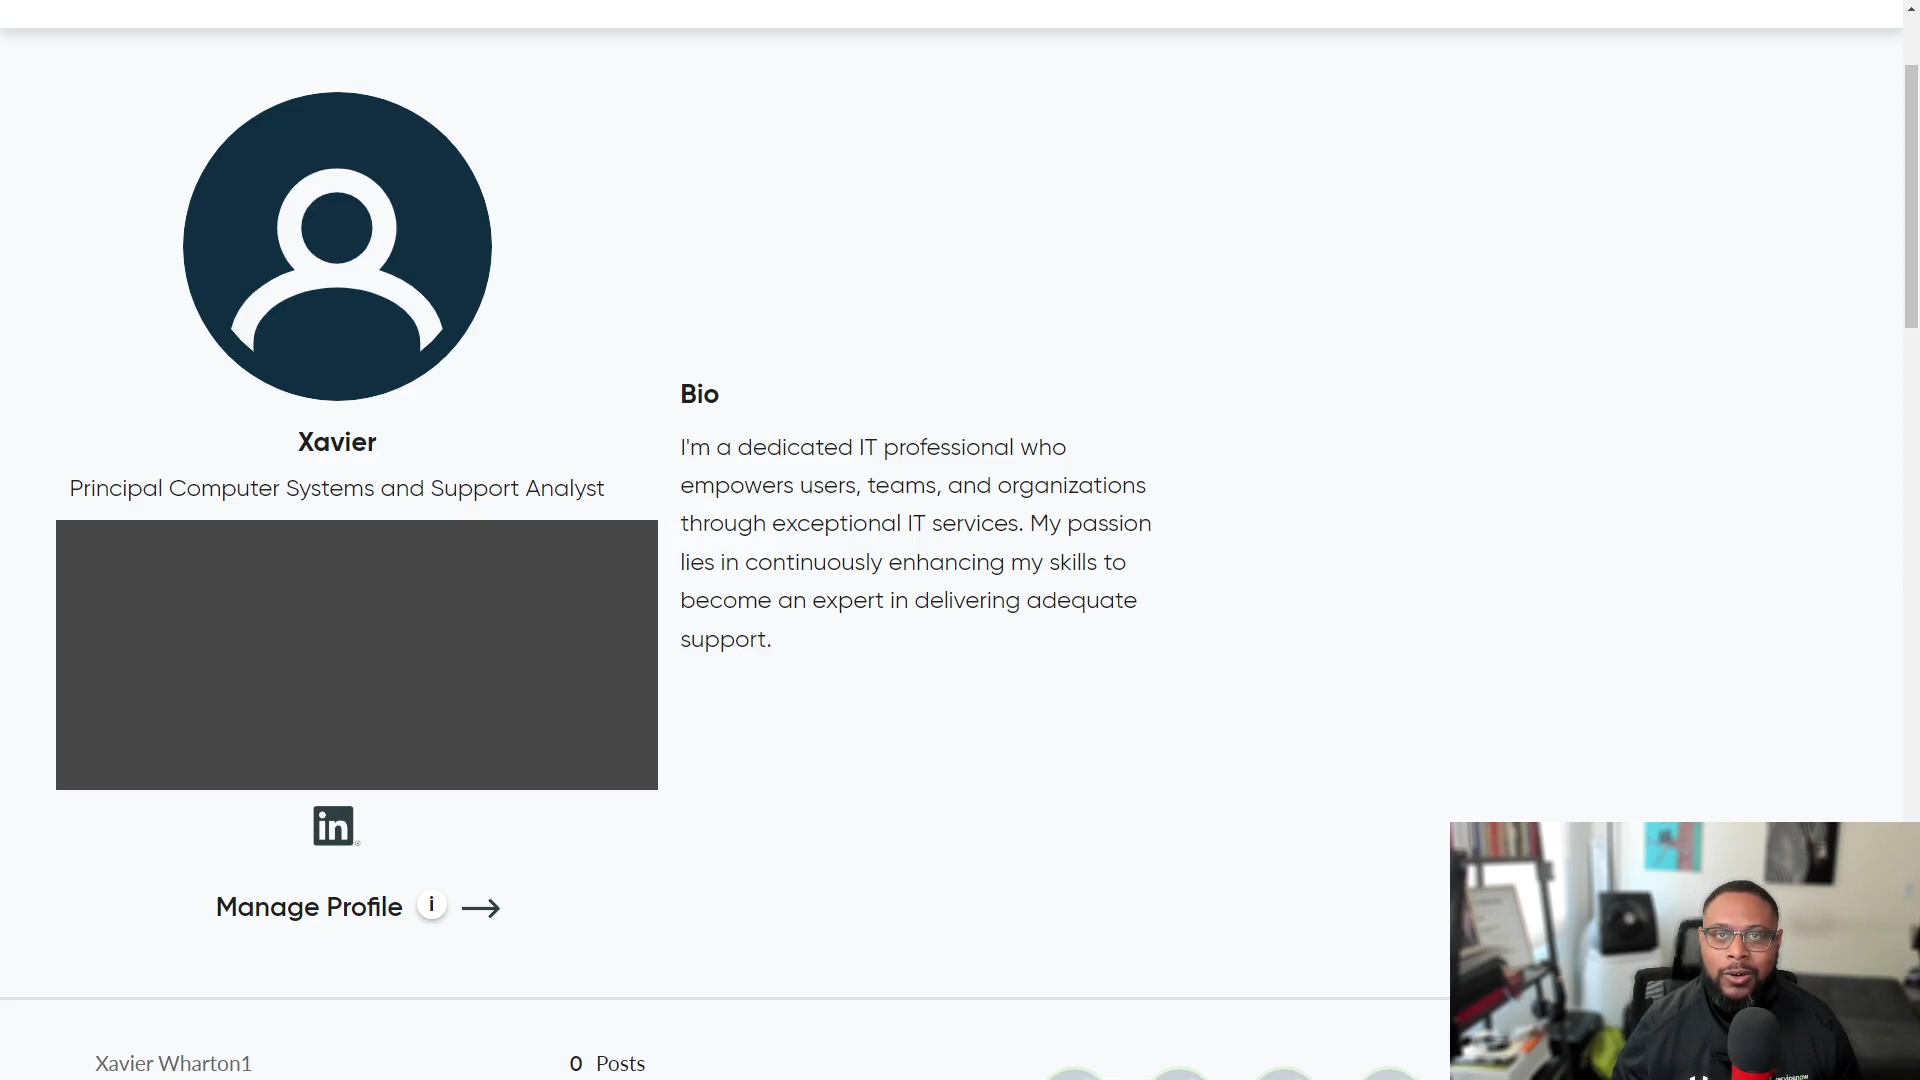 Xavier
Principal Computer Systems and Support Analyst
Bio
I'm a dedicated IT professional who
empowers users, teams, and organizations
through exceptional IT services. My passion
lies in continuously enhancing my skills to
become an expert in delivering adequate
support.
in
Manage Profile i
Xavier Wharton1
0 Posts